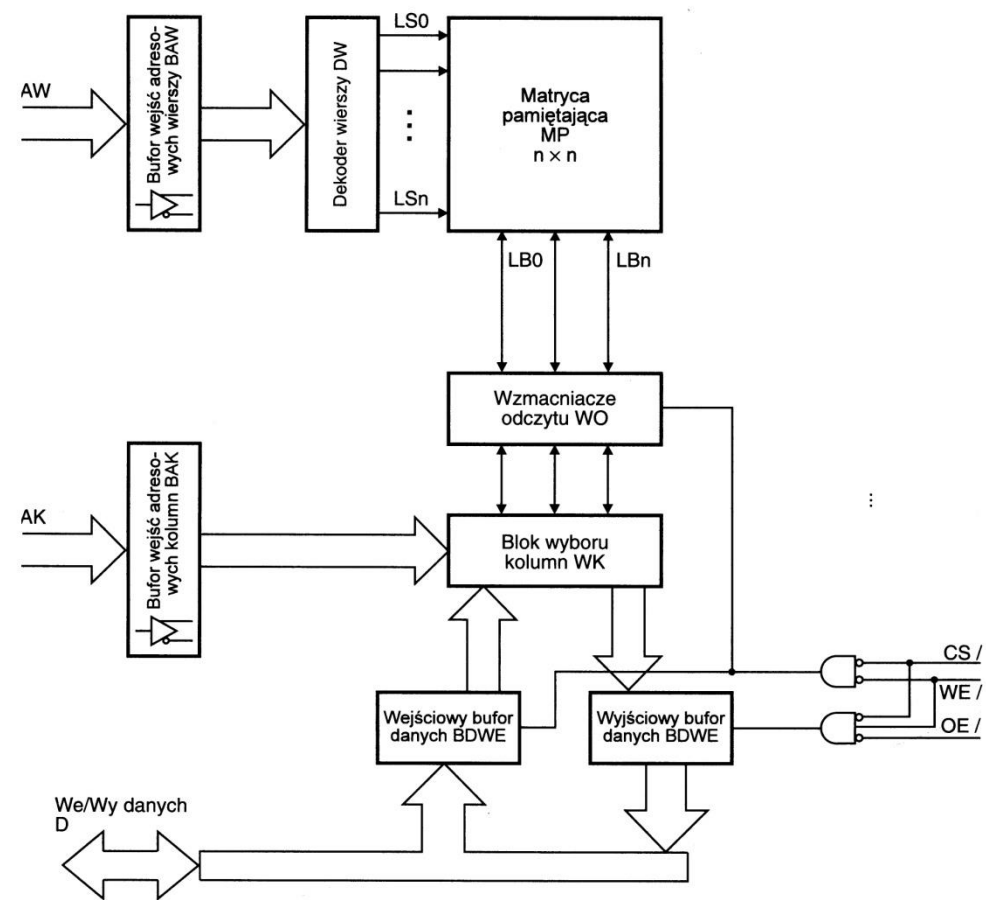 AW
Bufor wejść adreso-
wych wierszy BAW
Dekoder wierszy DW
LS0
LSn
Matryca
pamiętająca
MP
n × n
LB0
LBn
Wzmacniacze
odczytu WO
AK
Bufor wejść adreso-
wych kolumn BAK
Blok wyboru
kolumn WK
CS /
WE /
OE /
Wejściowy bufor
danych BDWE
Wyjściowy bufor
danych BDWE
We/Wy danych
D